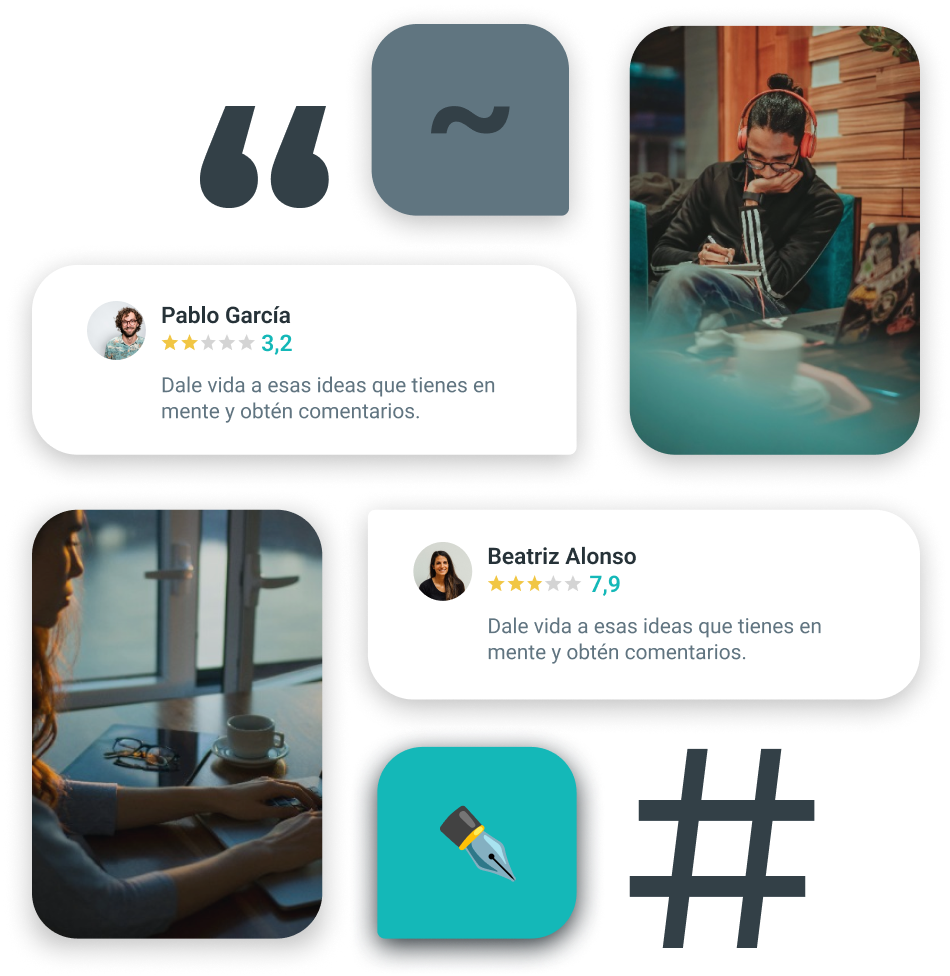 “
~
Pablo García
3,2
Dale vida a esas ideas que tienes en
mente y obtén comentarios.
Beatriz Alonso
7,9
Dale vida a esas ideas que tienes en
mente y obtén comentarios.
#